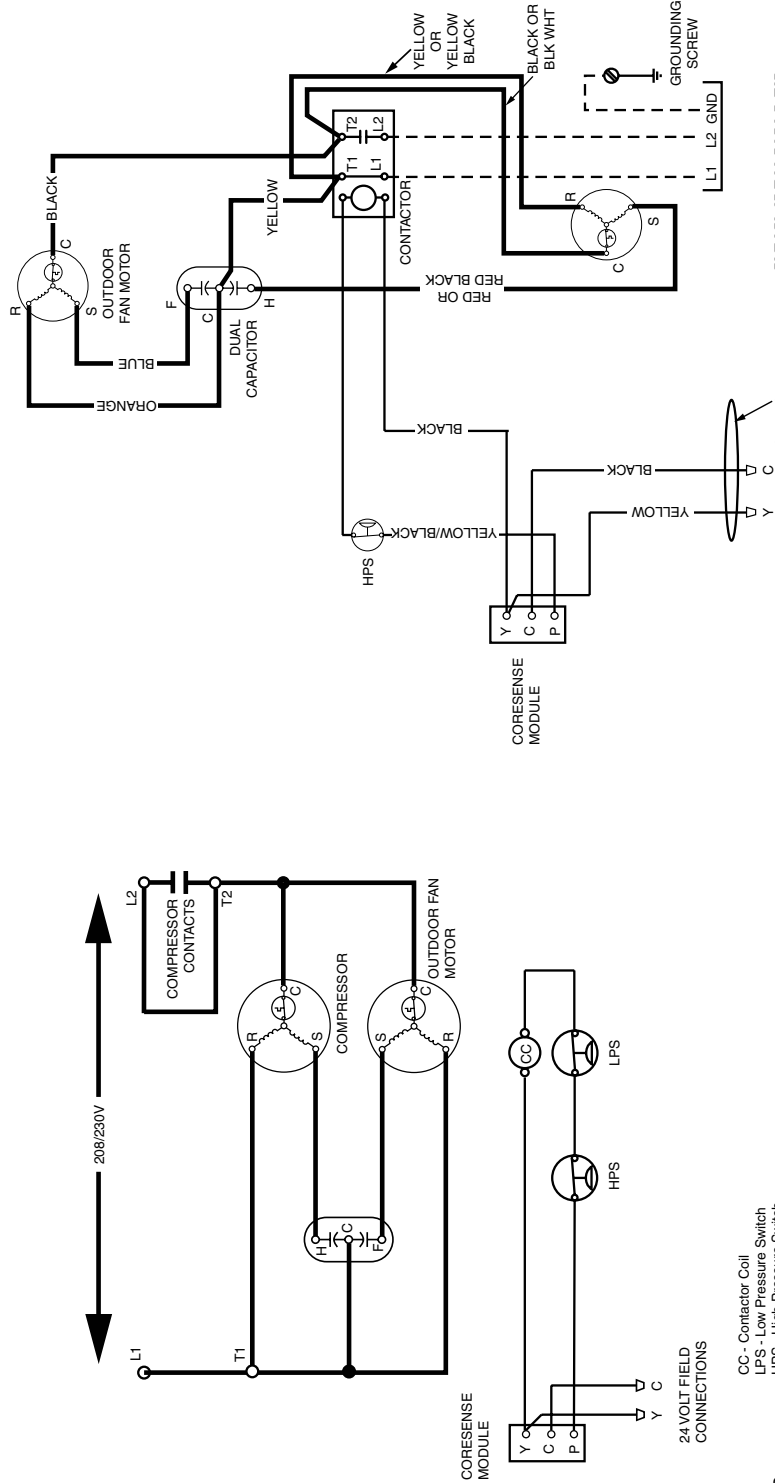 208/230V
L1
L2
COMPRESSOR
CONTACTS
T1
T2
R
S
C
COMPRESSOR
H
C
F
S
R
C
OUTDOOR FAN
MOTOR
CORESENSE
MODULE
Y
C
P
CC
HPS
LPS
Y
C
24 VOLT FIELD
CONNECTIONS
CC - Contactor Coil
LPS - Low Pressure Switch
R
S
C
OUTDOOR
FAN MOTOR
BLACK
BLUE
ORANGE
F
C
H
DUAL
CAPACITOR
YELLOW
T1
T2
L1
L2
CONTACTOR
YELLOW
OR
YELLOW
BLACK
BLACK OR
BLK WHT
RED OR
RED BLACK
R
S
C
GROUNDING
SCREW
L1
L2
GND
HPS
YELLOW/BLACK
BLACK
CORESENSE
MODULE
Y
C
P
BLACK
YELLOW
Y
C